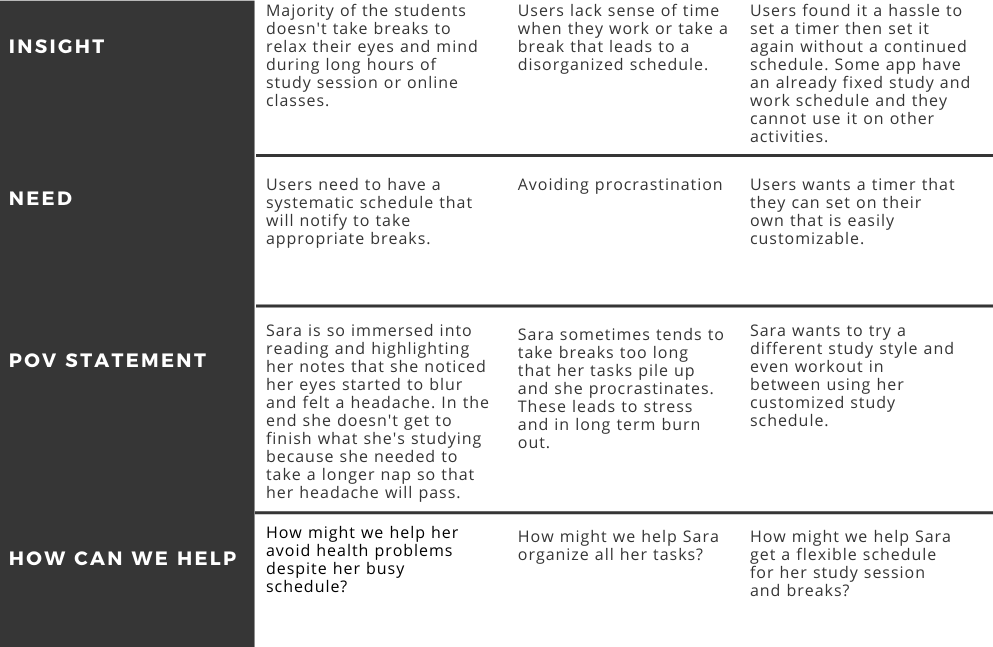 INSIGHT
Majority of the students
doesn't take breaks to
relax their eyes and mind
during long hours of
study session or online
classes.
Users lack sense of time
when they work or take a
break that leads to a
disorganized schedule.
Users found it a hassle to
set a timer then set it
again without a continued
schedule. Some app have
an already fixed study and
work schedule and they
cannot use it on other
activities.
NEED
Users need to have a
systematic schedule that
will notify to take
appropriate breaks.
Avoiding procrastination
Users wants a timer that
they can set on their
own that is easily
customizable.
POV STATEMENT
Sara is so immersed into
reading and highlighting
her notes that she noticed
her eyes started to blur
and felt a headache. In the
end she doesn't get to
finish what she's studying
because she needed to
take a longer nap so that
her headache will pass.
Sara sometimes tends to
take breaks too long
that her tasks pile up
and she procrastinates.
These leads to stress
and in long term burn
out.
Sara wants to try a
different study style and
even workout in
between using her
customized study
schedule.
HOW CAN WE HELP
How might we help her
avoid health problems
despite her busy
schedule?
How might we help Sara
organize all her tasks?
How might we help Sara
get a flexible schedule
for her study session
and breaks?